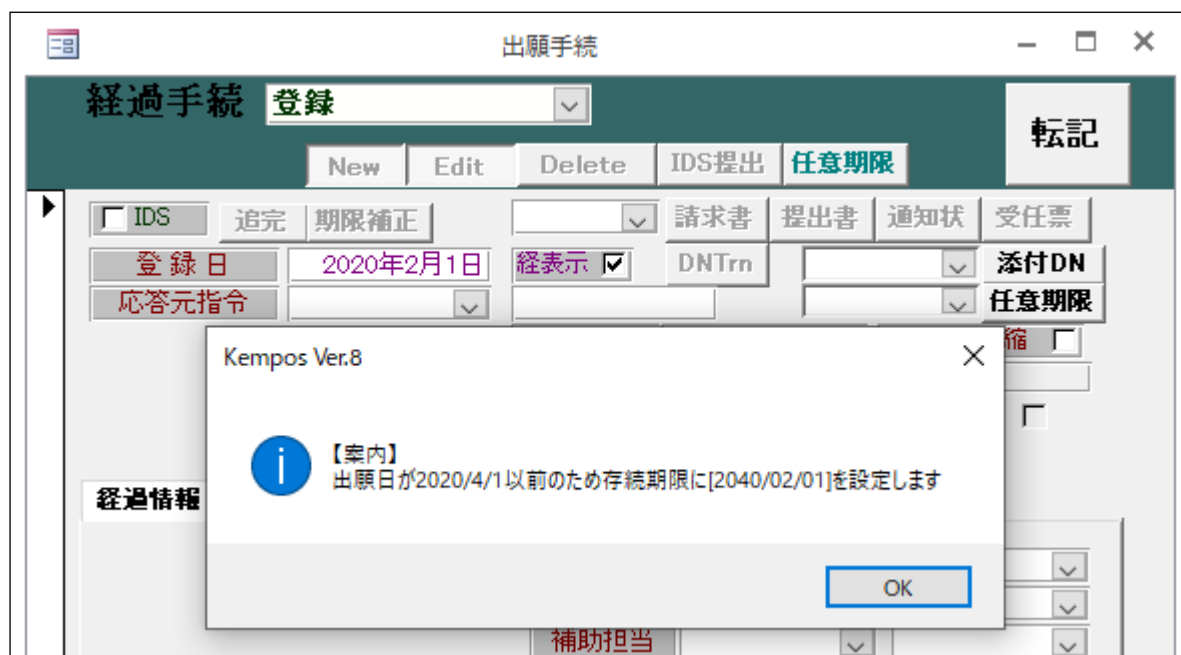 出願手続
経過手続 登録
転記
New Edit Delete IDS提出 任意期限
IDS 追完 期限補正 請求書 提出書 通知状 受任票
登録日 2020年2月1日 経表示 DNTrn 添付DN
応答元指令 任意期限
縮
Kempos Ver.8
【案内】
出願日が2020/4/1以前のため存続期限に[2040/02/01]を設定します
経過情報
OK
補助担当